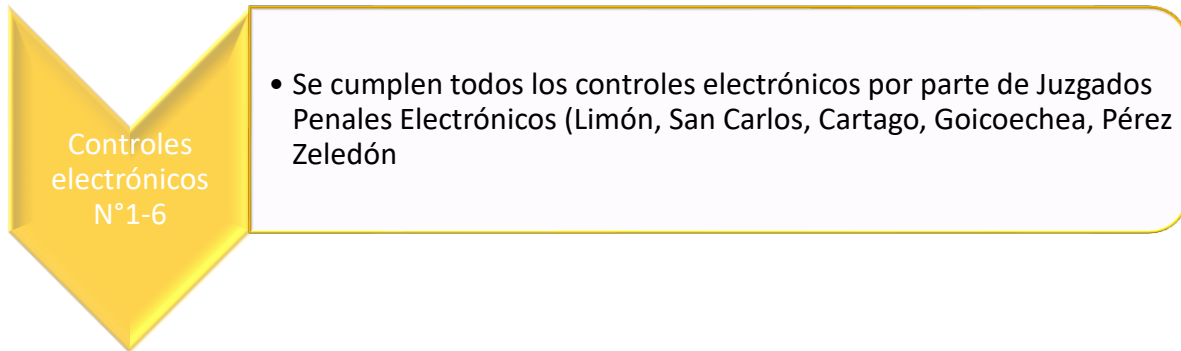 Controles
electrónicos
N°1-6
• Se cumplen todos los controles electrónicos por parte de Juzgados
Penales Electrónicos (Limón, San Carlos, Cartago, Goicoechea, Pérez
Zeledón